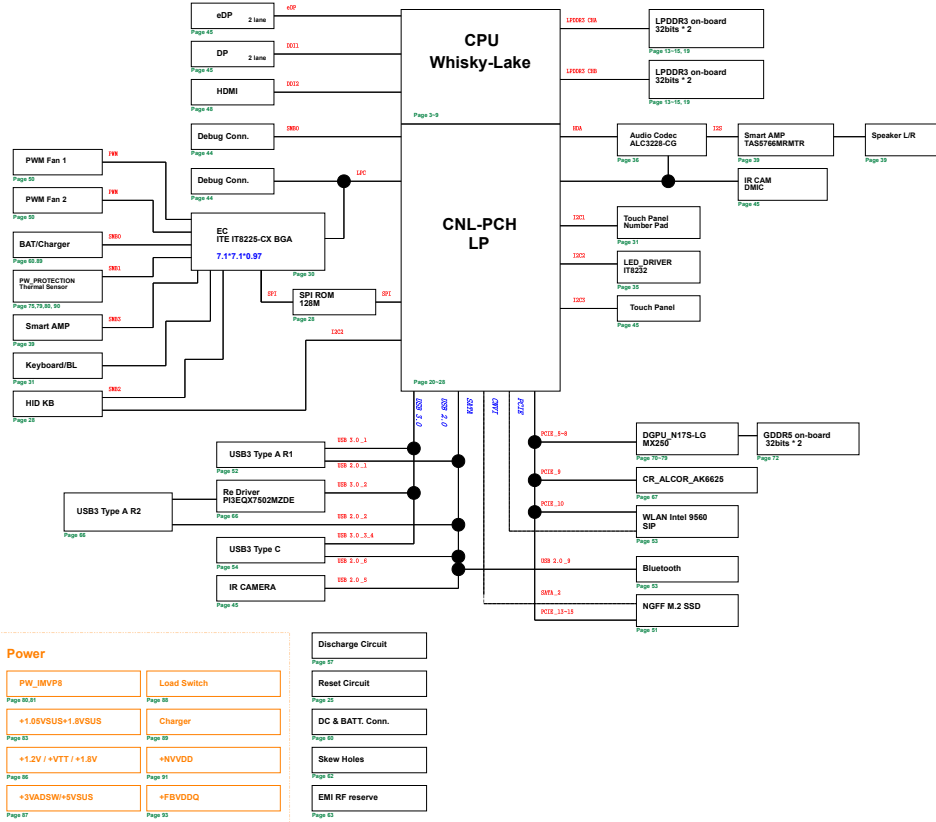 eDP
2 lane
Page 45
eDP
DP
2 lane
Page 45
DDI1
HDMI
Page 48
DDI2
CPU
Whisky-Lake
Page 3~9
LPDDR3 CHA
LPDDR3 on-board
32bits * 2
Page 13~15, 19
LPDDR3 CHB
LPDDR3 on-board
32bits * 2
Page 13~15, 19
Debug Conn.
Page 44
SMB0
Debug Conn.
Page 44
LPC
HDA
Audio Codec
ALC3228-CG
Page 36
I2S
Smart AMP
TAS5766MRMTR
Page 39
Speaker L/R
Page 39
IR CAM
DMIC
Page 45
PWM Fan 1
Page 50
PWM
PWM Fan 2
Page 50
PWM
BAT/Charger
Page 60.89
SMB0
PW_PROTECTION
Thermal Sensor
Page 75,79,80, 90
SMB1
Smart AMP
Page 39
SMB3
Keyboard/BL
Page 31
HID KB
Page 28
SMB2
EC
ITE IT8225-CX BGA
7.1*7.1*0.97
Page 30
SPI
SPI ROM
128M
Page 28
SPI
I2C2
CNL-PCH
LP
Page 20~28
I2C1
Touch Panel
Number Pad
Page 31
I2C2
LED_DRIVER
IT8232
Page 35
I2C3
Touch Panel
Page 45
USB 3.0
USB 2.0
SATA
CNVI
PCIE
USB3 Type A R1
Page 52
USB 3.0_1
USB 2.0_1
Re Driver
PI3EQX7502MZDE
Page 66
USB 3.0_2
USB3 Type A R2
Page 66
USB 2.0_2
USB3 Type C
Page 54
USB 3.0_3_4
USB 2.0_6
IR CAMERA
Page 45
USB 2.0_5
PCIE_5-8
DGPU_N17S-LG
MX250
Page 70~79
GDDR5 on-board
32bits * 2
Page 72
PCIE_9
CR_ALCOR_AK6625
Page 67
PCIE_10
WLAN Intel 9560
SIP
Page 53
USB 2.0_9
Bluetooth
Page 53
SATA_2
PCIE_13~15
NGFF M.2 SSD
Page 51
Power
PW_IMVP8
Page 80,81
Load Switch
Page 88
+1.05VSUS+1.8VSUS
Page 83
Charger
Page 89
+1.2V / +VTT / +1.8V
Page 86
+NVVDD
Page 91
+3VADSW/+5VSUS
Page 87
+FBVDDQ
Page 93
Discharge Circuit
Page 57
Reset Circuit
Page 25
DC & BATT. Conn.
Page 60
Skew Holes
Page 62
EMI RF reserve
Page 63